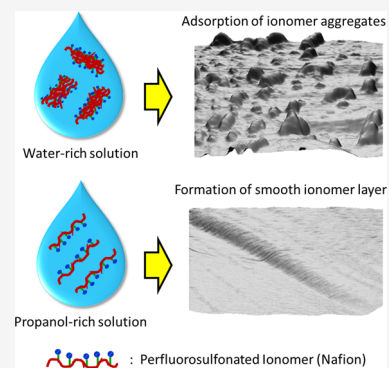 Adsorption of ionomer aggregates
Water-rich solution
Formation of smooth ionomer layer
Propanol-rich solution
: Perfluorosulfonated Ionomer (Nafion)